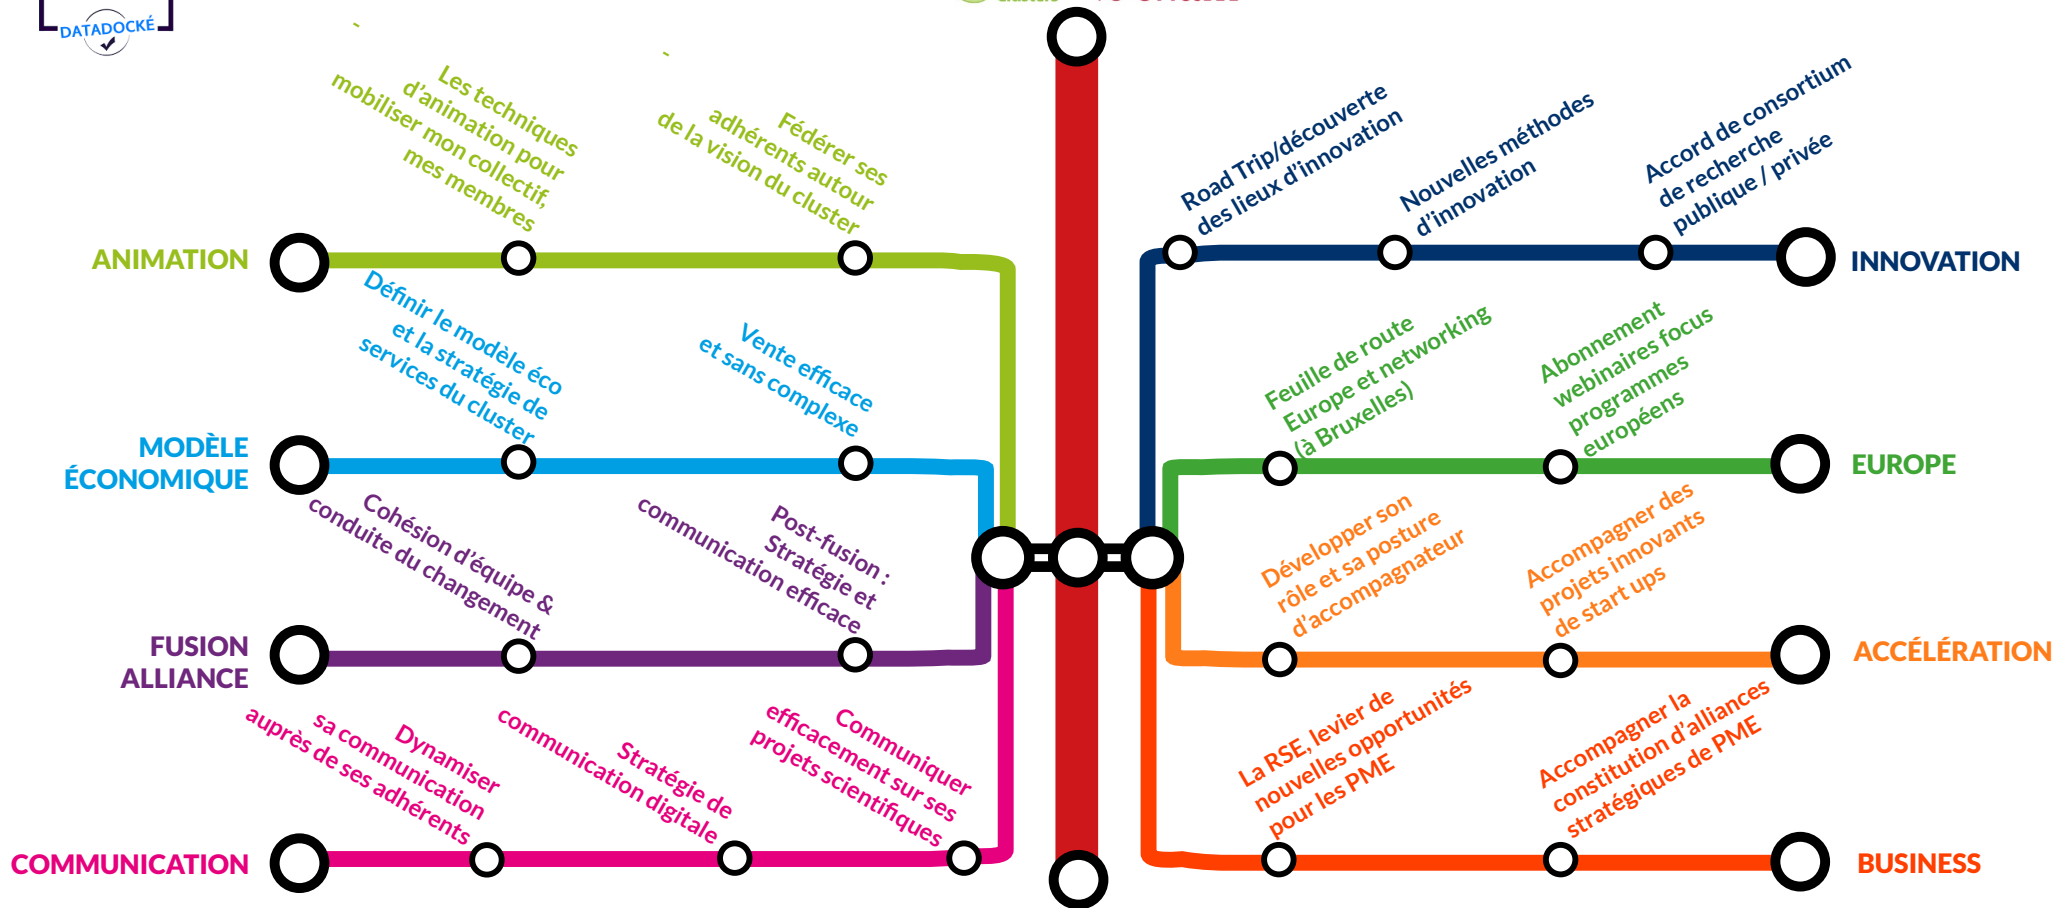 DATADOCKÉ
Les techniques
d'animation pour
mobiliser mon collectif,
mes membres
Fédérer ses
adhérents autour
de la vision du cluster
ANIMATION
Définir le modèle éco
et la stratégie de
services du cluster
Vente efficace
et sans complexe
MODÈLE
ÉCONOMIQUE
Cohésion d'équipe &
conduite du changement
Post-fusion :
Stratégie et
communication efficace
FUSION
ALLIANCE
Dynamiser
sa communication
auprès de ses adhérents
Stratégie de
communication digitale
Communiquer
efficacement sur ses
projets scientifiques
COMMUNICATION
Road Trip/découverte
des lieux d'innovation
Nouvelles méthodes
d'innovation
Accord de consortium
de recherche
publique / privée
INNOVATION
Feuille de route
Europe et networking
(à Bruxelles)
Abonnement
webinaires focus
programmes
européens
EUROPE
Développer son
rôle et sa posture
d'accompagnateur
Accompagner des
projets innovants
de start ups
ACCÉLÉRATION
La RSE, levier de
nouvelles opportunités
pour les PME
Accompagner la
constitution d'alliances
stratégiques de PME
BUSINESS